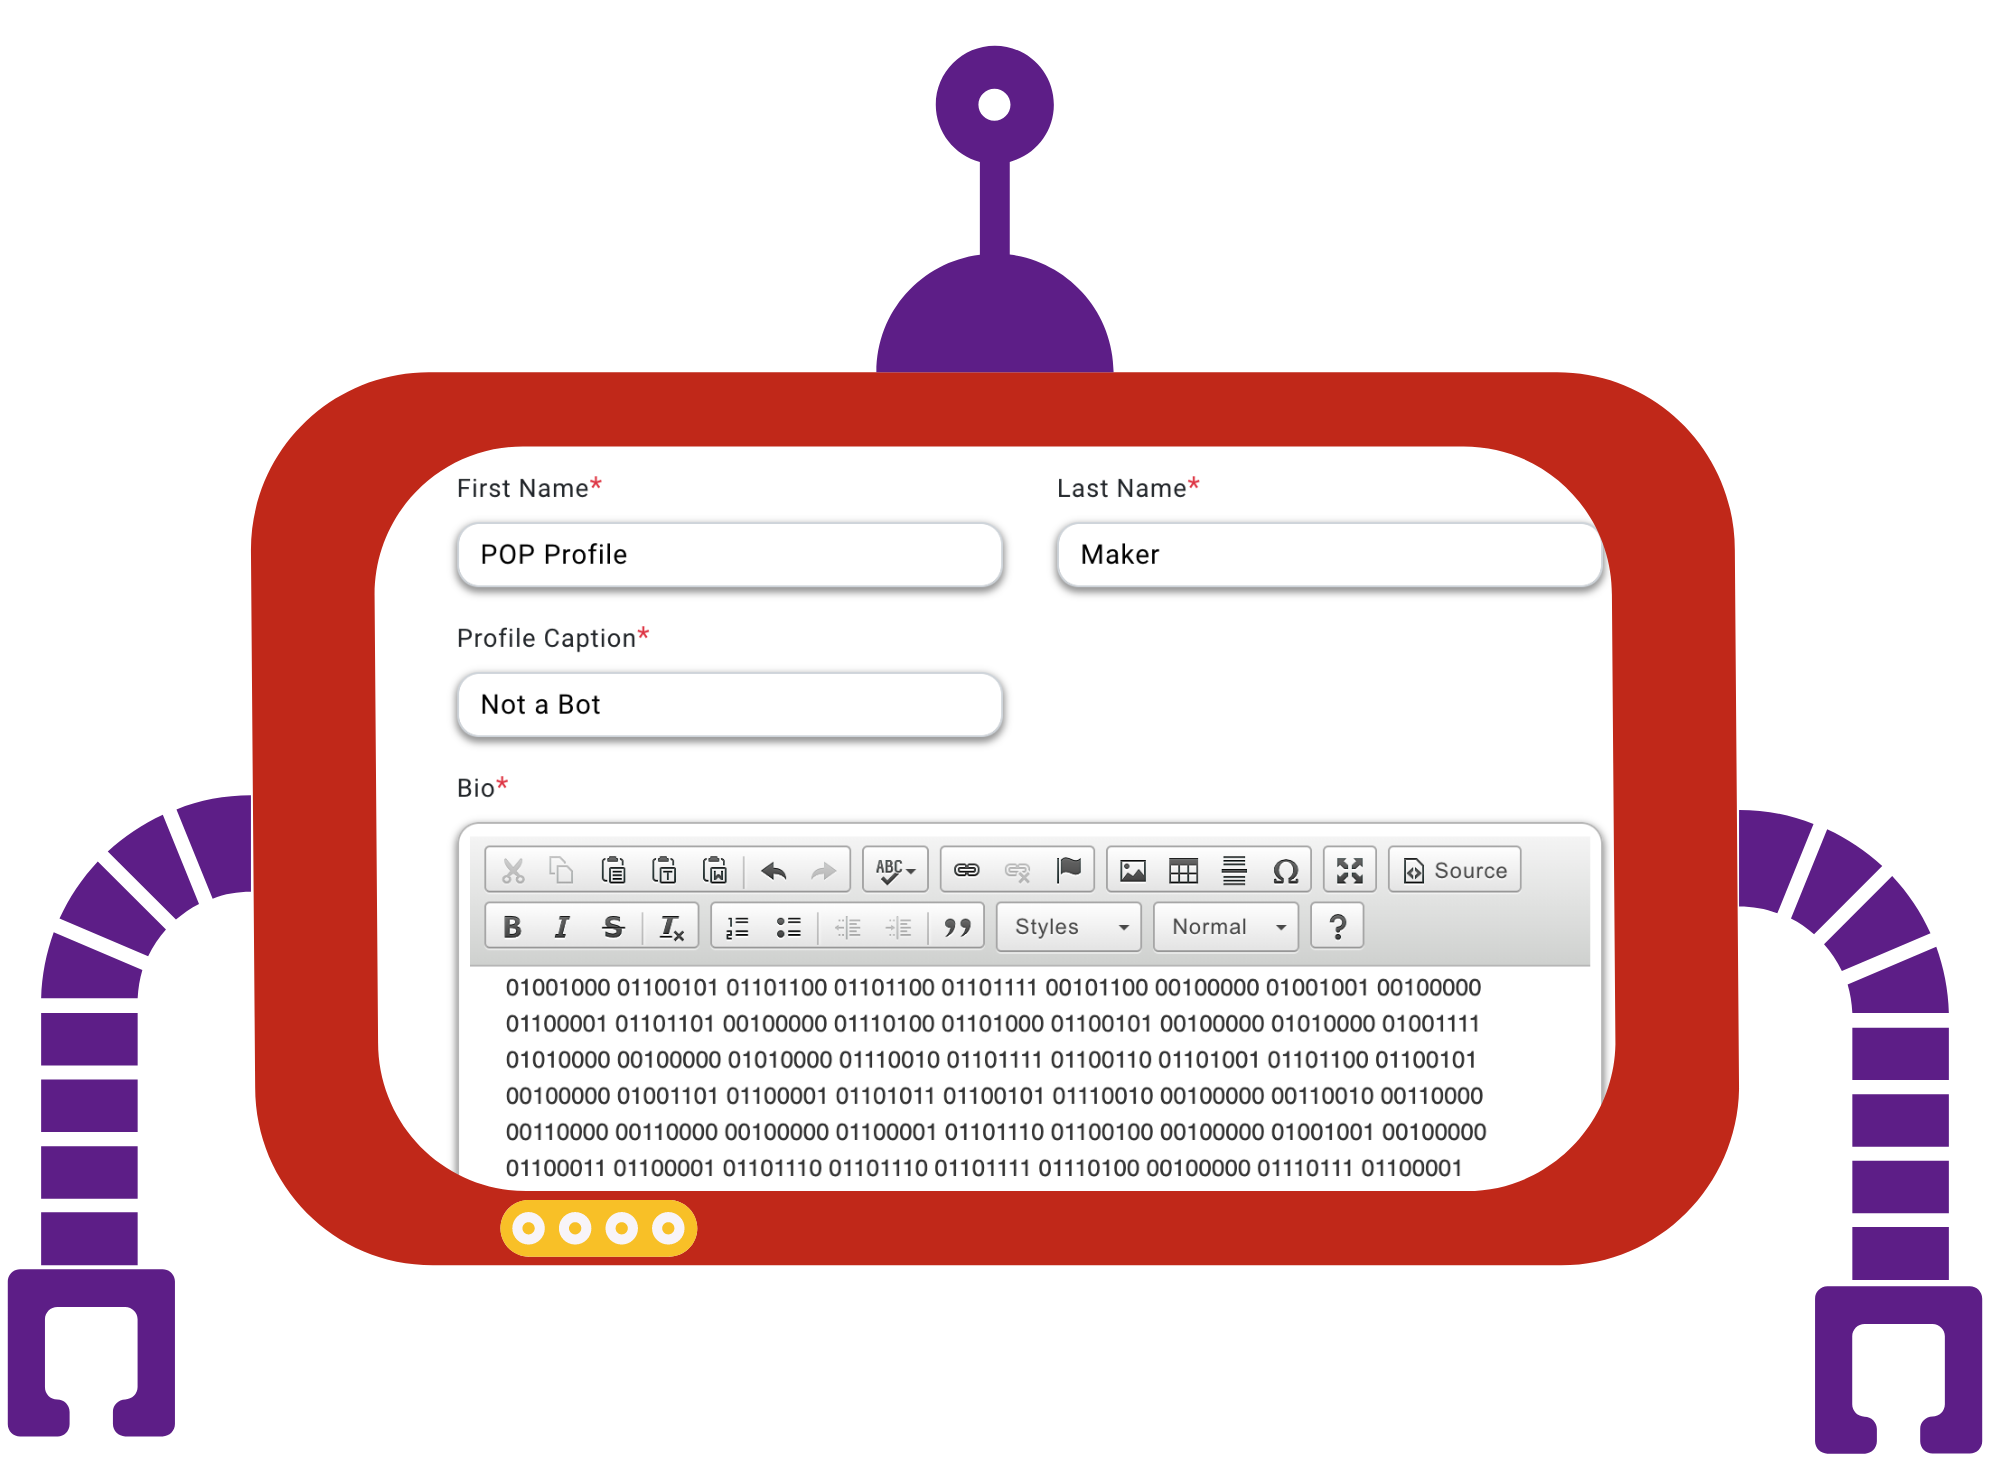 First Name* Last Name*
POP Profile Maker
Profile Caption*
Not a Bot
Bio*
ABC Source
B I S Tx Styles Normal ?
01001000 01100101 01101100 01101100 01101111 00101100 00100000 01001001 00100000
01100001 01101101 00100000 01110100 01101000 01100101 00100000 01010000 01001111
01010000 00100000 01010000 01110010 01101111 01100110 01101001 01101100 01100101
00100000 01001101 01100001 01101011 01100101 01110010 00100000 00110010 00110000
00110000 00110000 00100000 01100001 01101110 01100100 00100000 01001001 00100000
01100011 01100001 01101110 01101110 01101111 01110100 00100000 01110111 01100001